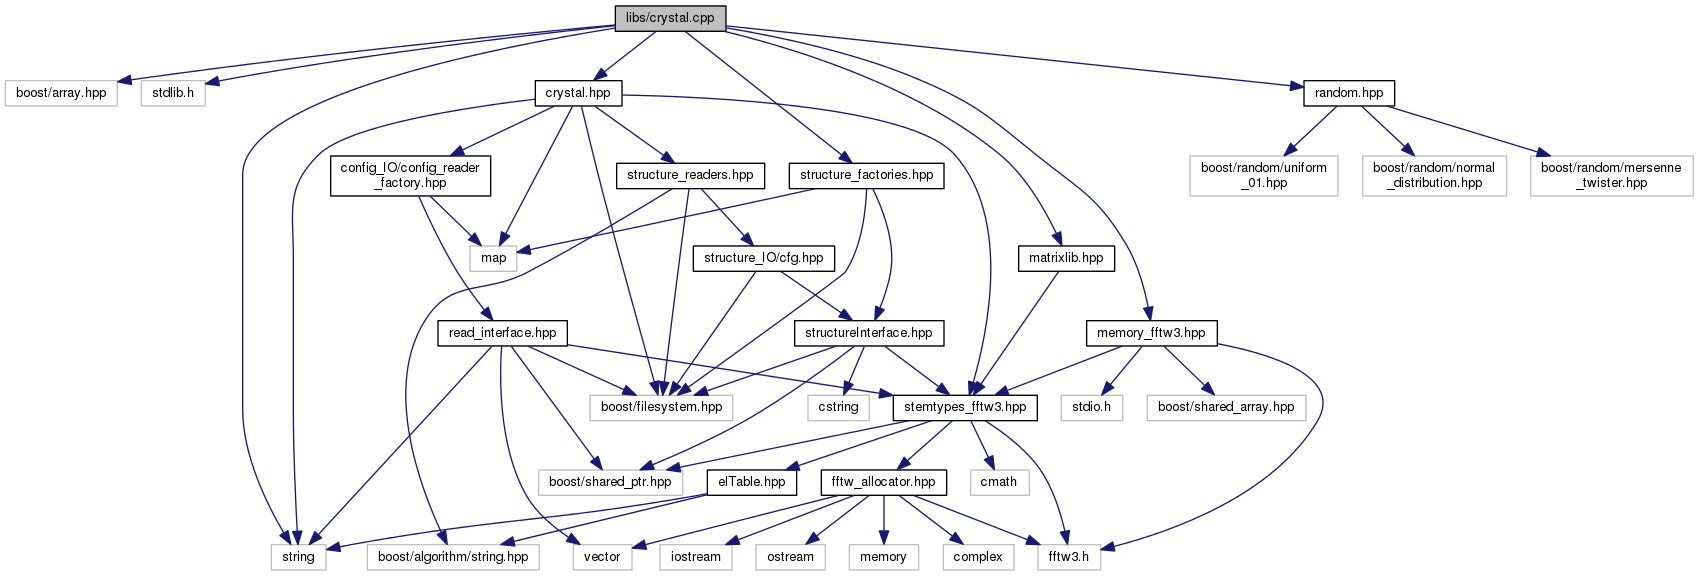 libs/crystal.cpp
boost/array.hpp
stdlib.h
crystal.hpp
random.hpp
config_IO/config_reader
_factory.hpp
structure_readers.hpp
structure_factories.hpp
boost/random/uniform
_01.hpp
boost/random/normal
_distribution.hpp
boost/random/mersenne
_twister.hpp
map
structure_IO/cfg.hpp
matrixlib.hpp
read_interface.hpp
structureInterface.hpp
memory_fftw3.hpp
boost/filesystem.hpp
cstring
stemtypes_fftw3.hpp
stdio.h
boost/shared_array.hpp
boost/shared_ptr.hpp
elTable.hpp
fftw_allocator.hpp
cmath
string
boost/algorithm/string.hpp
vector
iostream
ostream
memory
complex
fftw3.h